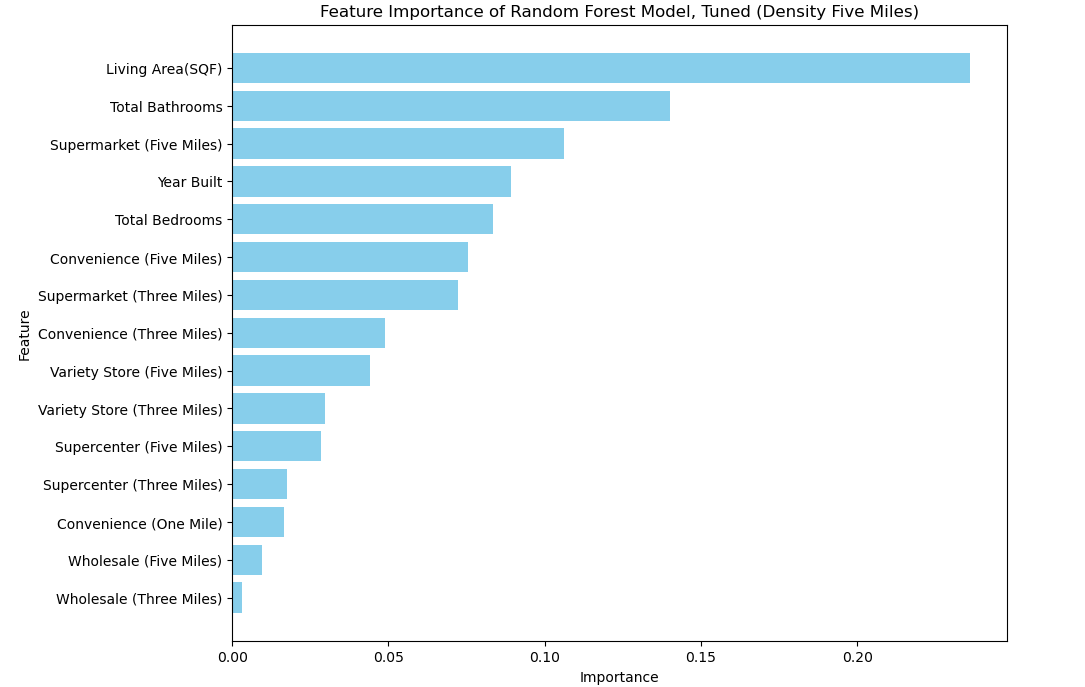 Feature Importance of Random Forest Model, Tuned (Density Five Miles)
Living Area(SQF)
Total Bathrooms
Supermarket (Five Miles)
Year Built
Total Bedrooms
Convenience (Five Miles)
Supermarket (Three Miles)
Convenience (Three Miles)
Variety Store (Five Miles)
Variety Store (Three Miles)
Supercenter (Five Miles)
Supercenter (Three Miles)
Convenience (One Mile)
Wholesale (Five Miles)
Wholesale (Three Miles)
Feature
0.00
0.05
0.10
0.15
0.20
Importance